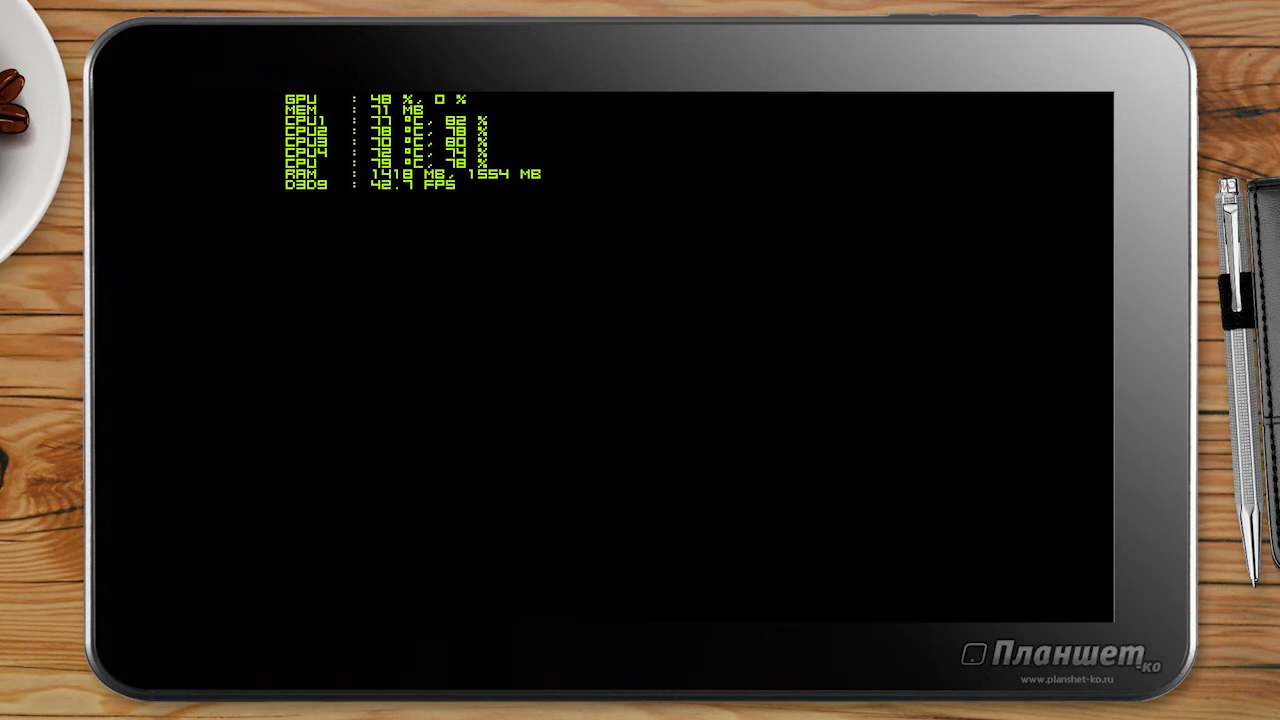 GPU : 48 %, 0 %
MEM : 71 MB
CPU1 : 77 °C, 82 %
CPU2 : 78 °C, 78 %
CPU3 : 70 °C, 80 %
CPU4 : 72 °C, 74 %
CPU : 79 °C, 78 %
RAM : 1418 MB, 1554 MB
D3D9 : 42.7 FPS
Планшет-ко
www.planshet-ko.ru